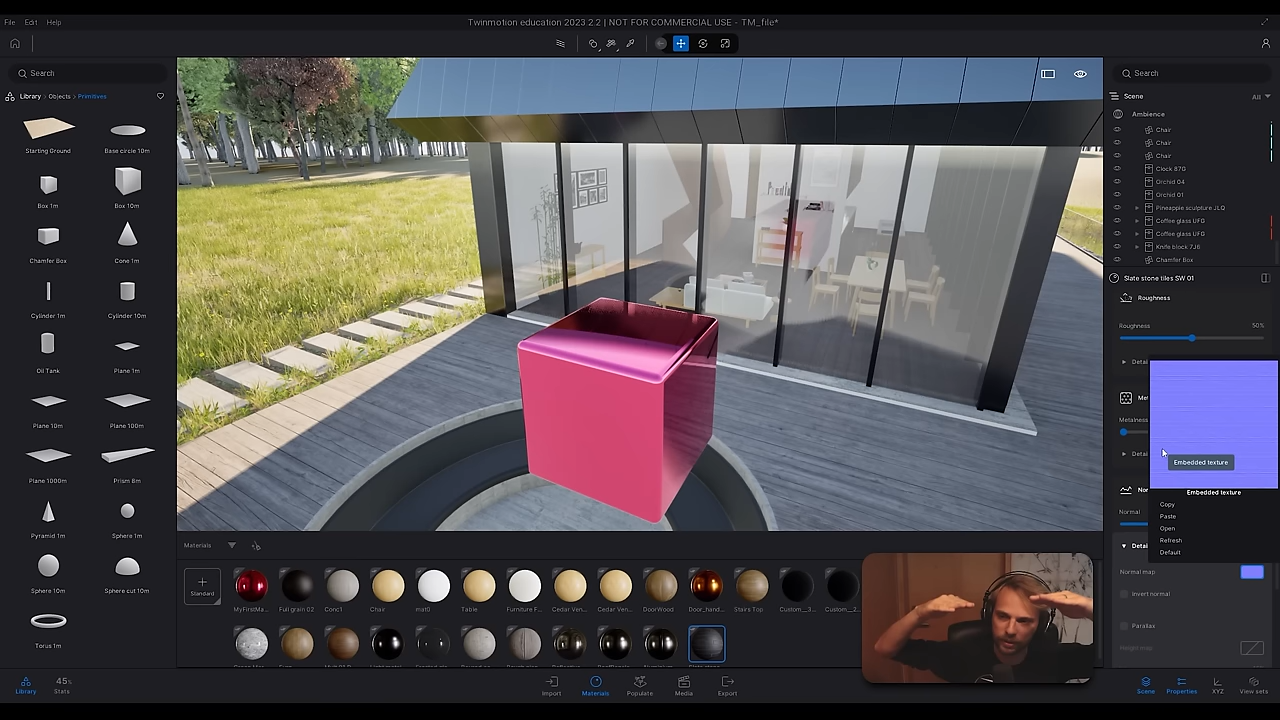 File Edit Help
Twinmotion education 2023 2.2 | NOT FOR COMMERCIAL USE - TM_file*
Search
Library > Objects > Primitives
Starting Ground
Base circle 10m
Box 1m
Box 10m
Chamfer Box
Cone 1m
Cylinder 1m
Cylinder 10m
Oil Tank
Plane 1m
Plane 10m
Plane 100m
Plane 1000m
Prism 8m
Pyramid 1m
Sphere 1m
Sphere 10m
Sphere cut 10m
Torus 1m
Library
45%
Stats
Materials
Standard
MyFirstMa...
Full grain 02
Conc1
Chair
mat0
Table
Furniture F...
Cedar Ven...
Cedar Ven...
DoorWood
Door_hand...
Stairs Top
Custom__3...
Custom__2...
Import
Materials
Populate
Media
Export
Search
Scene
All
Ambience
Chair
Chair
Chair
Clock 87G
Orchid 04
Orchid 01
Pineapple sculpture JLQ
Coffee glass UFG
Coffee glass UFG
Knife block 7J6
Chamfer Box
Slate stone tiles SW 01
Roughness
Roughness 50%
Metalness
Embedded texture
Embedded texture
Copy
Paste
Open
Refresh
Default
Normal
Normal map
Invert normal
Parallax
Height map
Scene
Properties
XYZ
View sets